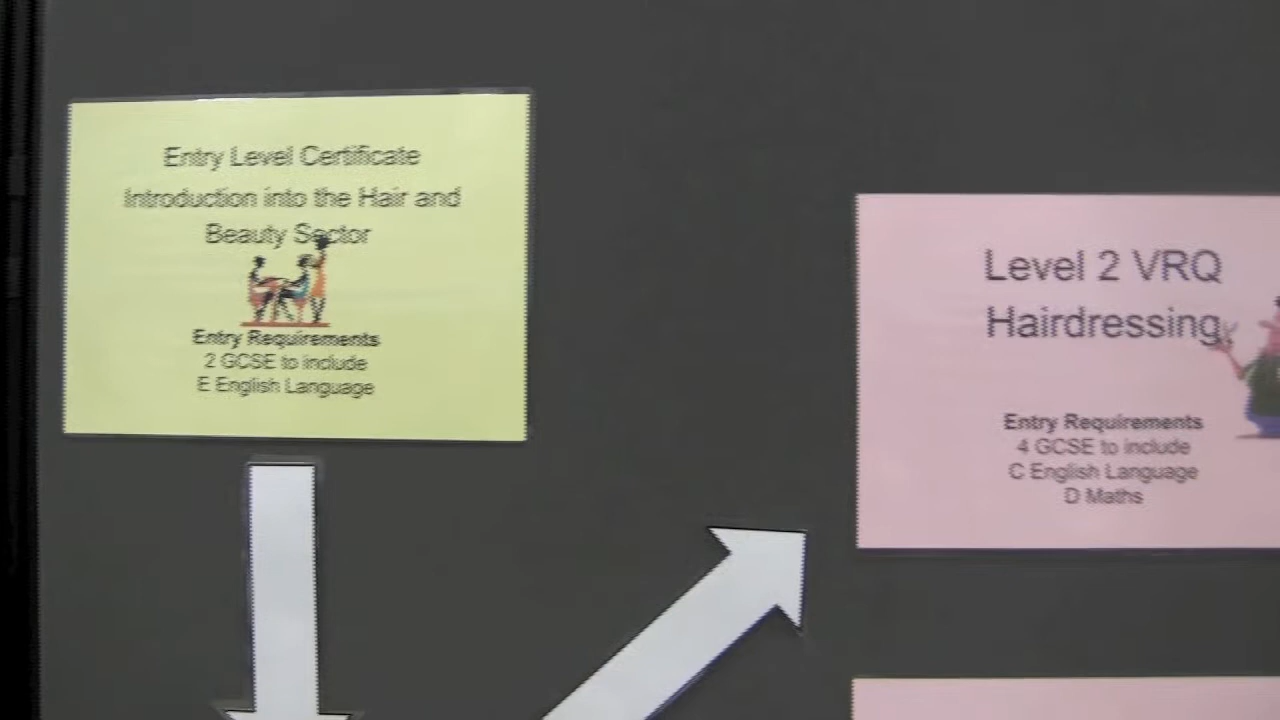 Entry Level Certificate
Introduction into the Hair and
Beauty Sector
Entry Requirements
2 GCSE to include
E English Language
Level 2 VRQ
Hairdressing
Entry Requirements
4 GCSE to include
C English Language
D Maths